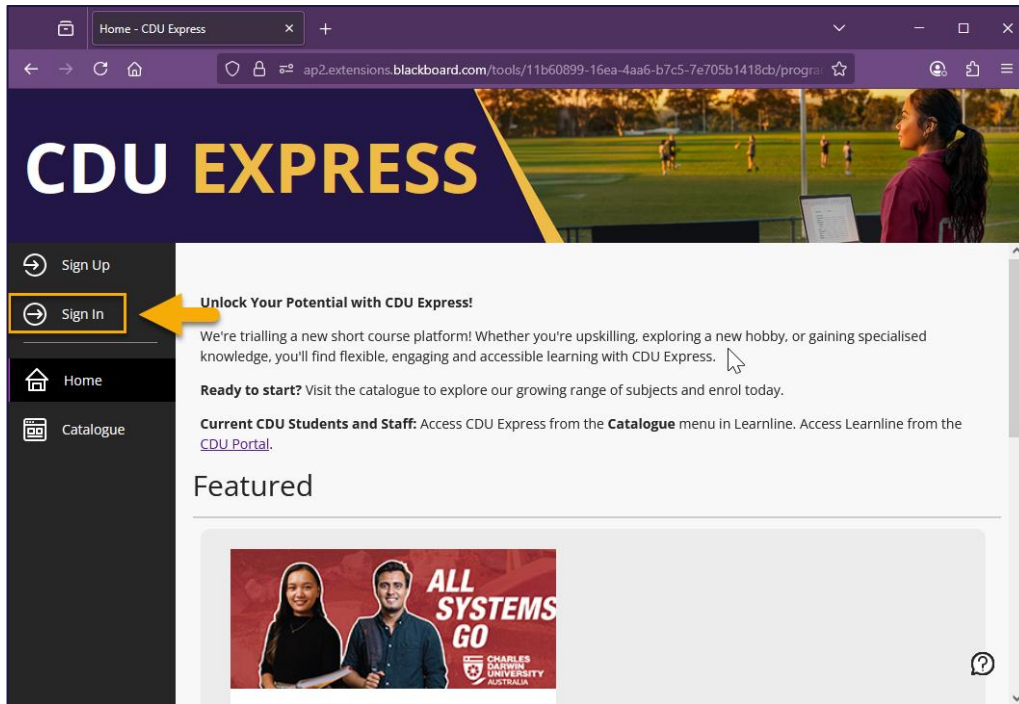 Home - CDU Express
ap2.extensions.blackboard.com/tools/11b60899-16ea-4aa6-b7c5-7e705b1418cb/progra
CDU EXPRESS
Sign Up
Sign In
Home
Catalogue
Unlock Your Potential with CDU Express!
We're trialling a new short course platform! Whether you're upskilling, exploring a new hobby, or gaining specialised
knowledge, you'll find flexible, engaging and accessible learning with CDU Express.
Ready to start? Visit the catalogue to explore our growing range of subjects and enrol today.
Current CDU Students and Staff: Access CDU Express from the Catalogue menu in Learnline. Access Learnline from the
CDU Portal.
Featured
ALL
SYSTEMS
GO
CHARLES
DARWIN
UNIVERSITY
AUSTRALIA